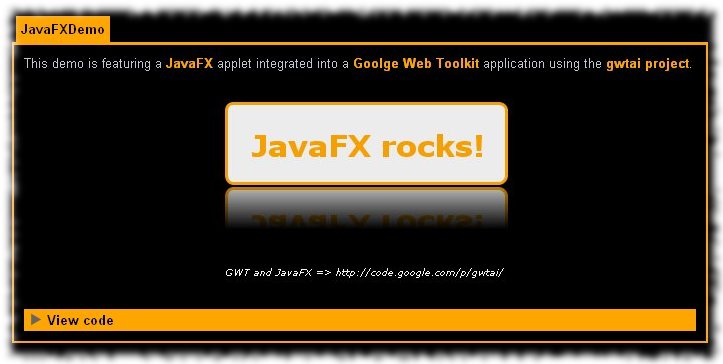 JavaFXDemo
This demo is featuring a JavaFX applet integrated into a Goolge Web Toolkit application using the gwtai project.
JavaFX rocks!
GWT and JavaFX => http://code.google.com/p/gwtai/
View code